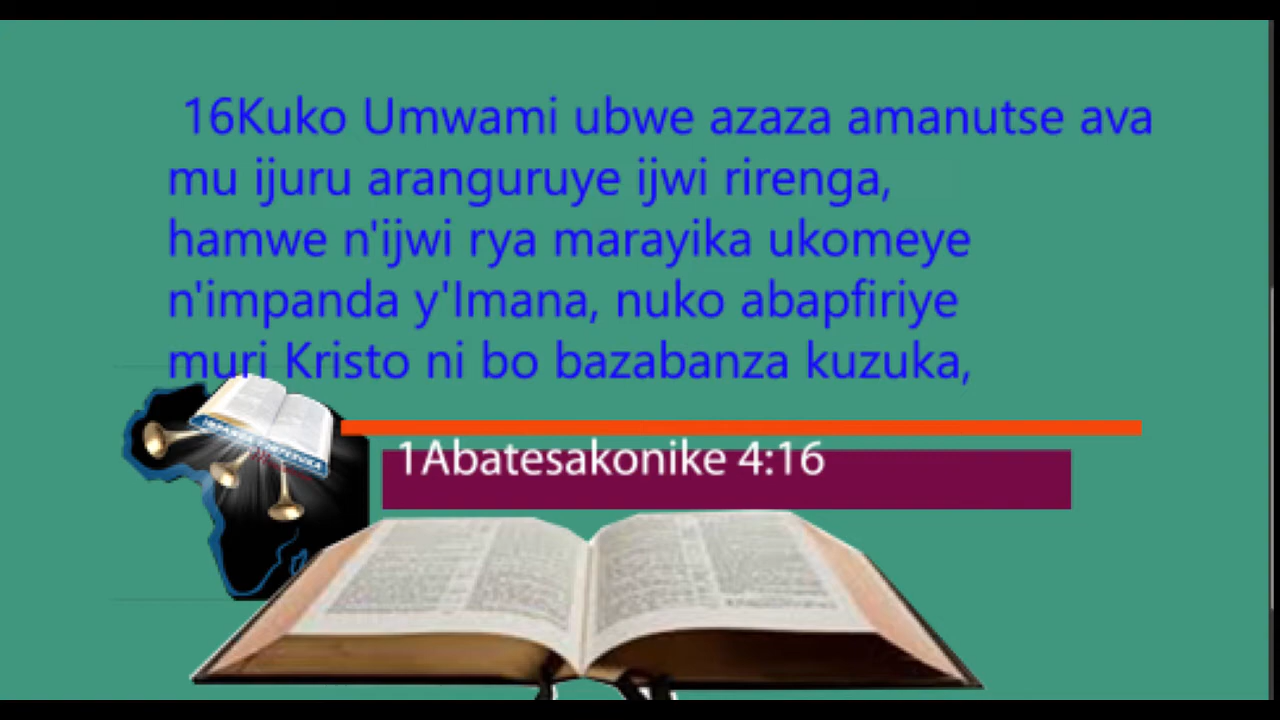 16Kuko Umwami ubwe azaza amanutse ava
mu ijuru aranguruye ijwi rirenga,
hamwe n'ijwi rya marayika ukomeye
n'impanda y'Imana, nuko abapfiriye
muri Kristo ni bo bazabanza kuzuka,
IMPANDA
1Abatesakonike 4:16